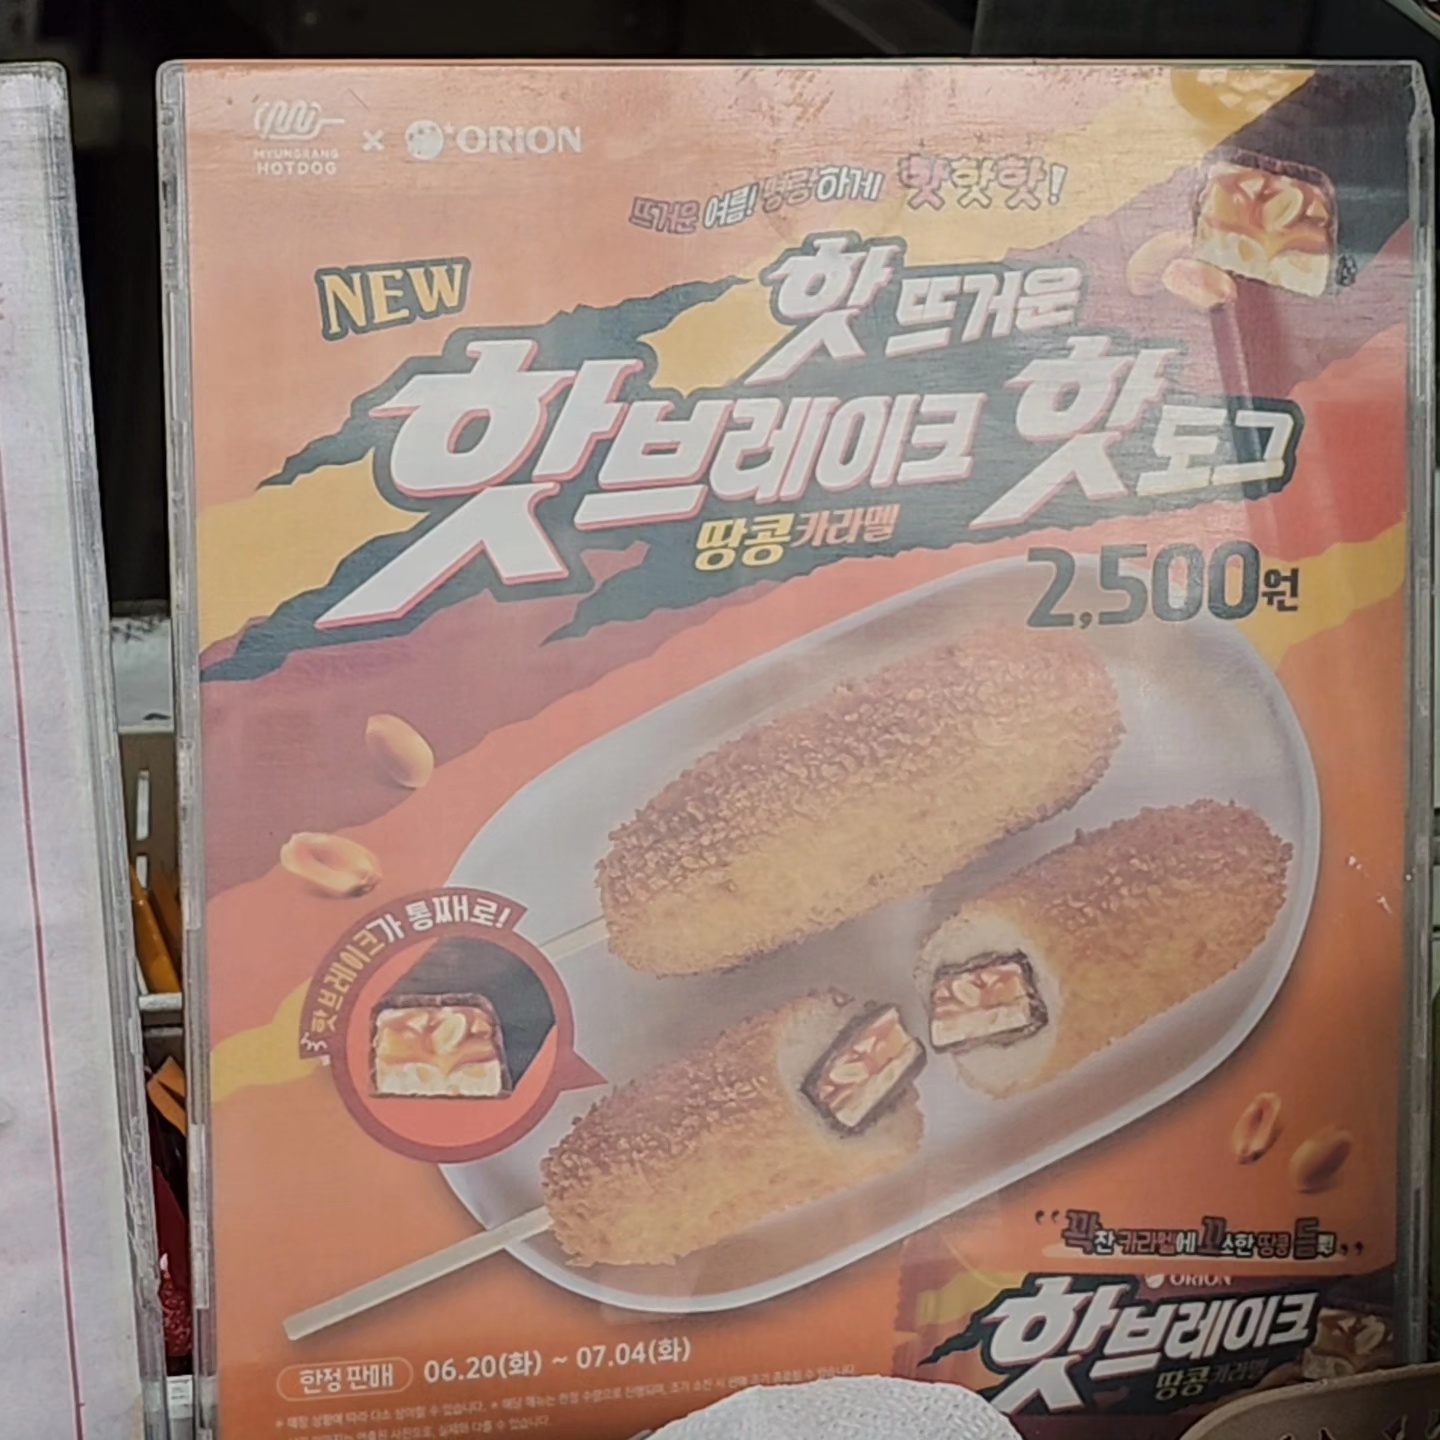 MYUNGRANG HOTDOG × ORION
뜨거운 여름! 명랑하게 핫핫핫!
NEW
핫 뜨거운
핫브레이크 핫도그
땅콩카라멜
2,500원
핫브레이크가 통째로!
꽉찬 카라멜에 꼬소한 땅콩
ORION
핫브레이크
땅콩카라멜
한정 판매 06.20(화) ~ 07.04(화)